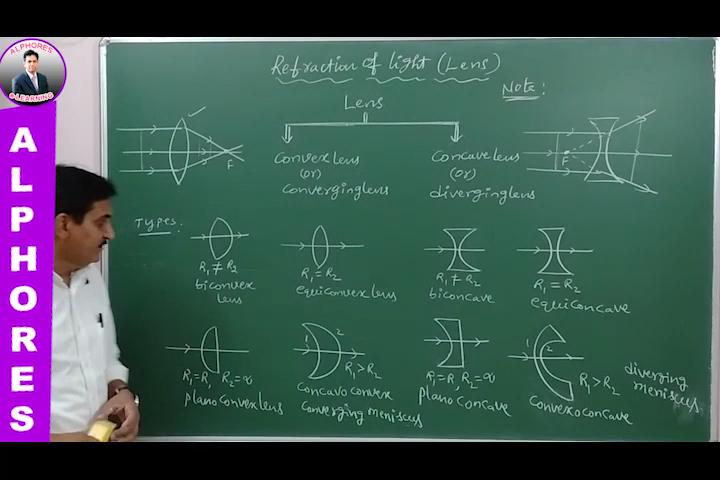 ALPHORES
e-LEARNING
ALPHORES
Refraction of light (Lens)
Note:
Lens
F
convex lens
(or)
converging lens
concave lens
(or)
diverging lens
F
Types:
R1 ≠ R2
biconvex
lens
R1 = R2
equiconvex lens
R1 ≠ R2
biconcave
R1 = R2
equiconcave
R1 = R, R2 = ∞
plano convex lens
1 2
R1 > R2
Concavo convex
Converging meniscus
R1 = R, R2 = ∞
plano concave
1 2
R1 > R2
Convexo concave
diverging
meniscus